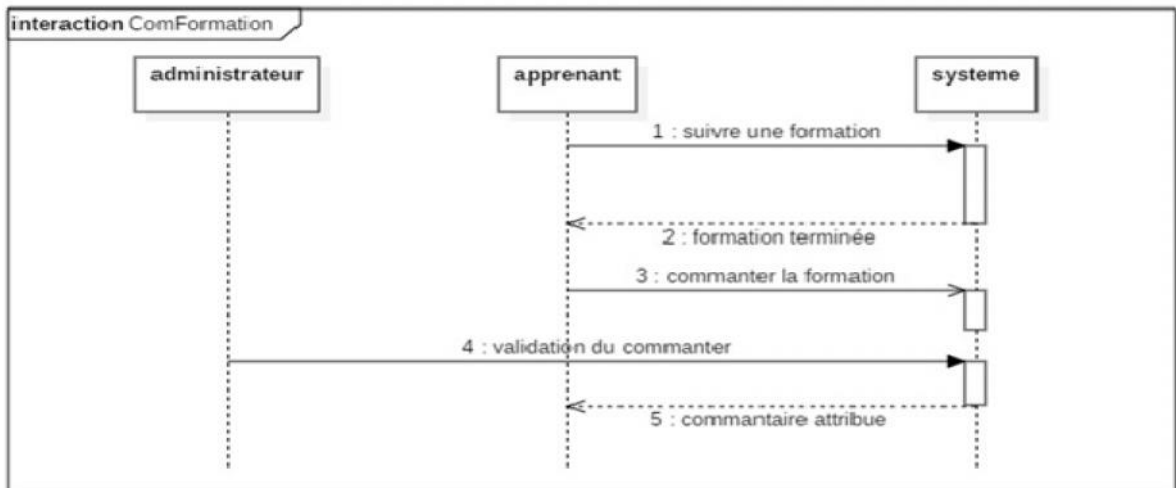 interaction ComFormation
administrateur
apprenant
systeme
1 : suivre une formation
2 : formation terminée
3 : commanter la formation
4 : validation du commanter
5 : commantaire attribue